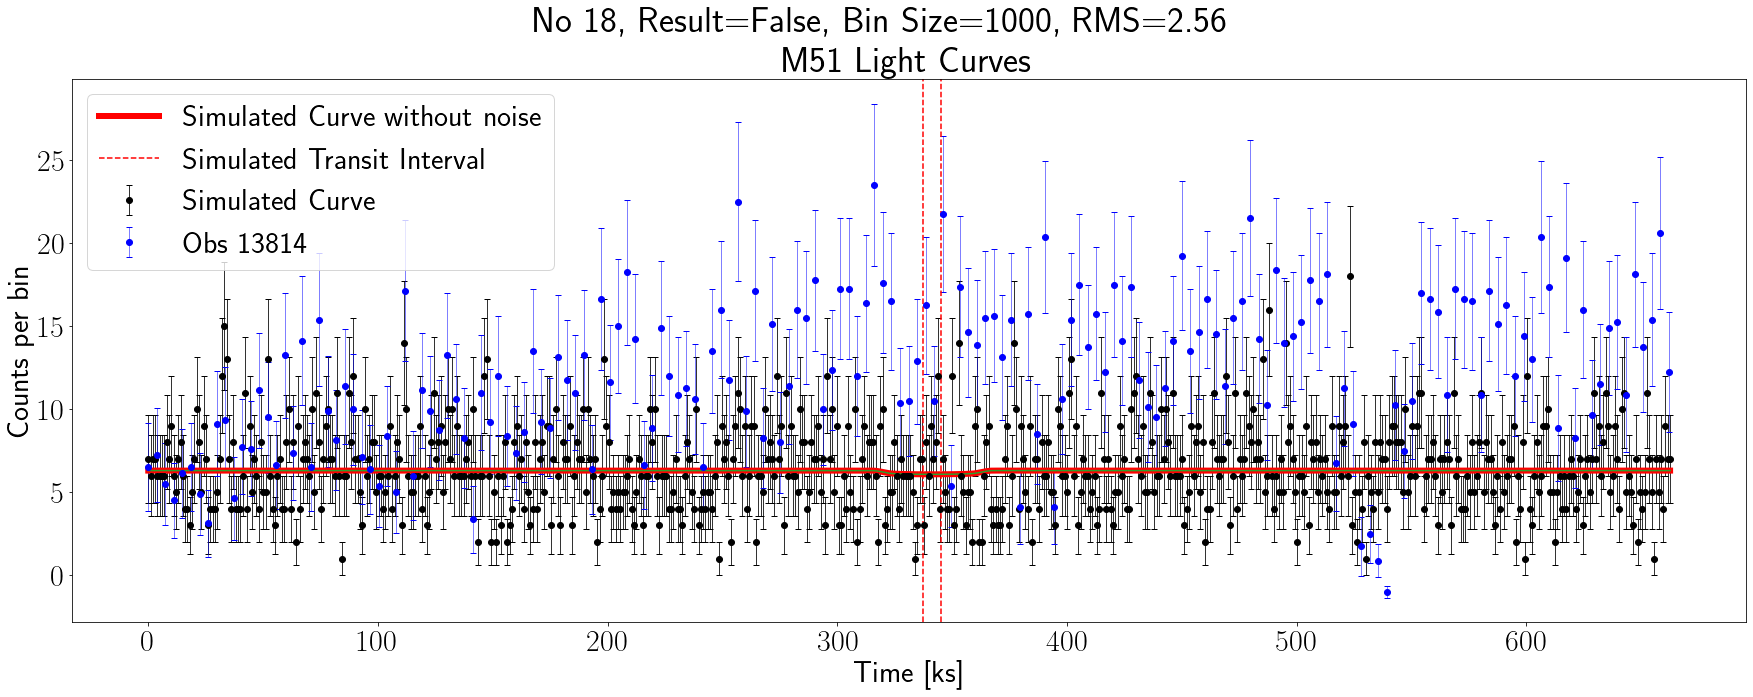 No 18, Result=False, Bin Size=1000, RMS=2.56
M51 Light Curves
Simulated Curve without noise
Simulated Transit Interval
Simulated Curve
Obs 13814
Counts per bin
25
20
15
10
5
0
0 100 200 300 400 500 600
Time [ks]